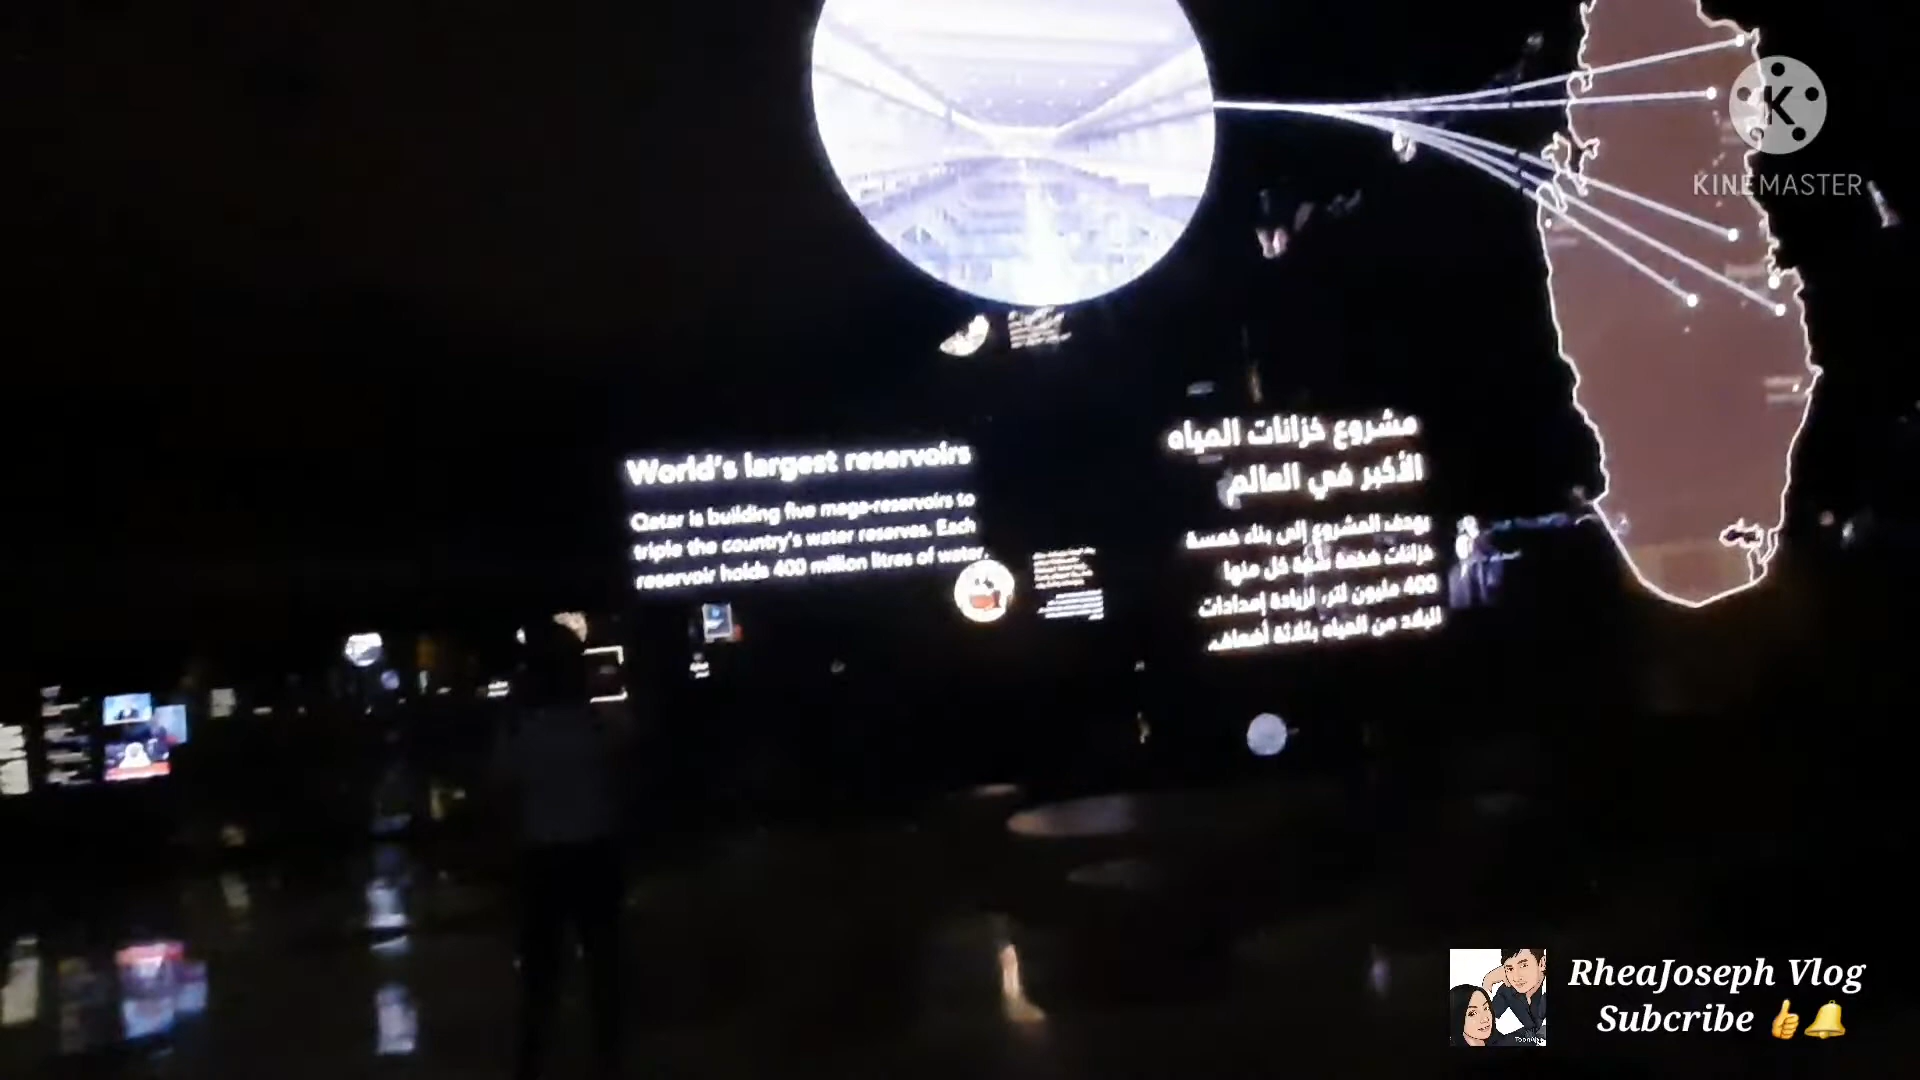 KINEMASTER
World's largest reservoirs
Qatar is building five mega-reservoirs to
triple the country's water reserves. Each
reservoir holds 400 million litres of water.
مشروع خزانات المياه
الأكبر في العالم
يهدف المشروع إلى بناء خمسة
خزانات ضخمة سعة كل منها
400 مليون لتر، لزيادة إمدادات
البلاد من المياه بثلاثة أضعاف.
RheaJoseph Vlog
Subcribe 👍🔔